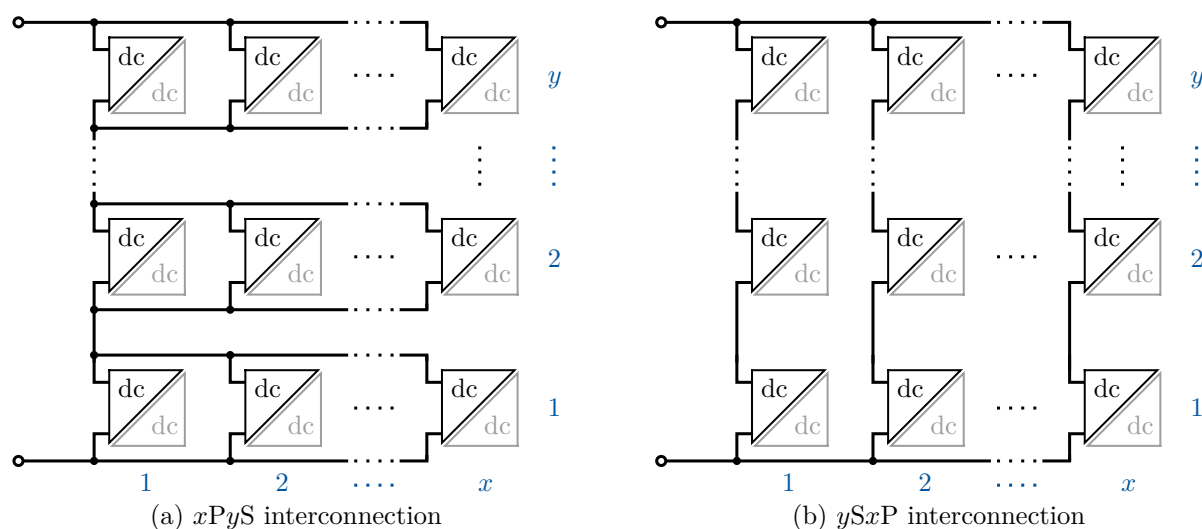 dc dc dc dc dc dc
dc dc dc y dc dc dc y
dc dc dc dc dc dc
dc dc dc 2 dc dc dc 2
dc dc dc dc dc dc
dc dc dc 1 dc dc dc 1
1 2 x 1 2 x
(a) xPyS interconnection
(b) ySxP interconnection